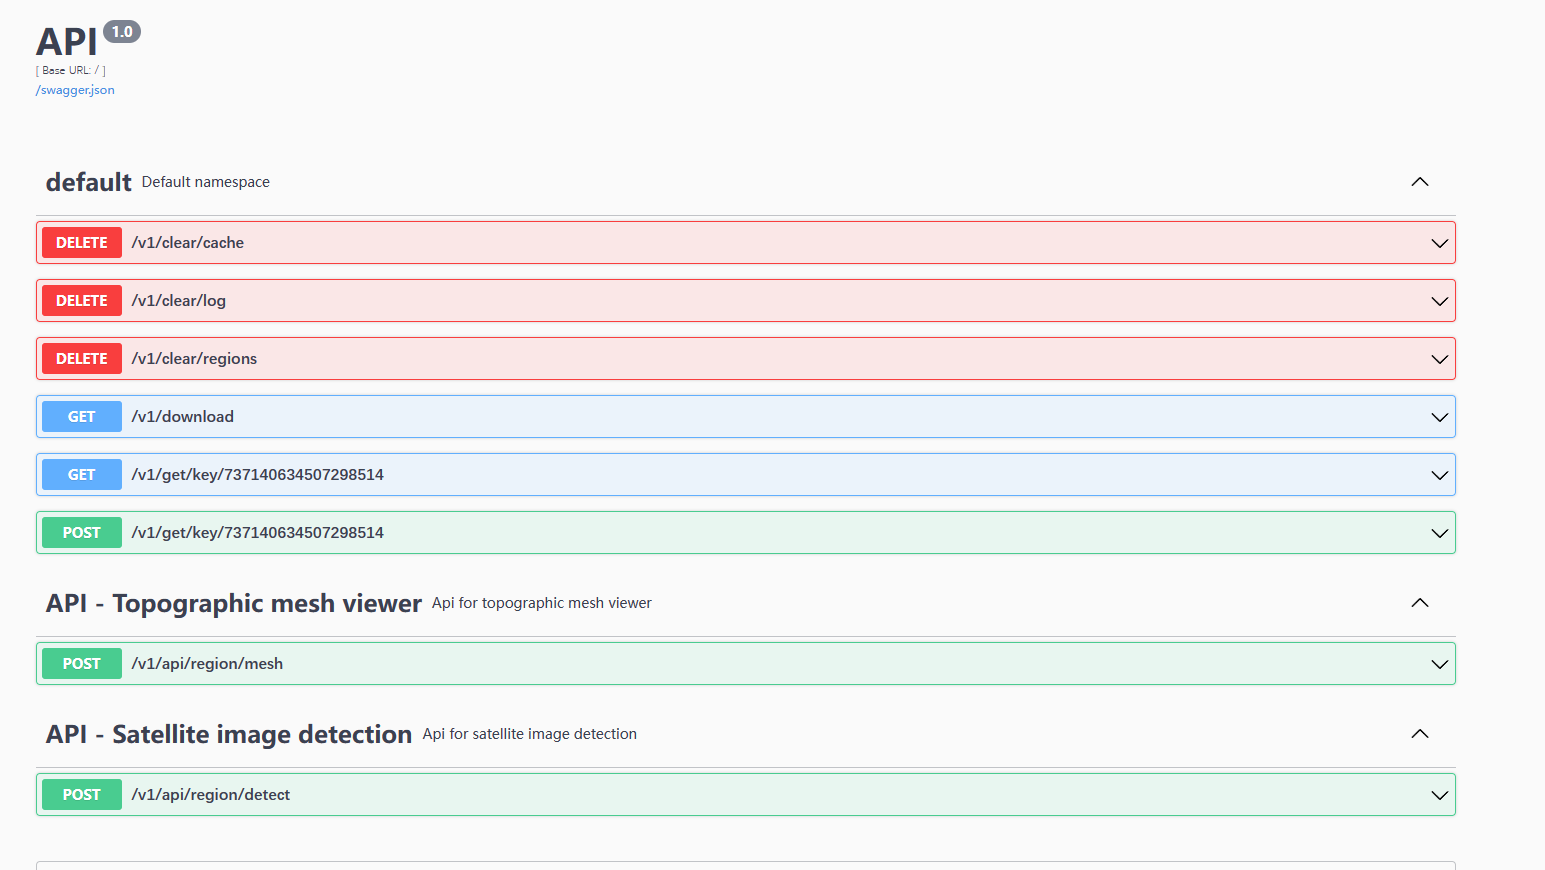 API 1.0
[ Base URL: / ]
/swagger.json
default Default namespace
DELETE /v1/clear/cache
DELETE /v1/clear/log
DELETE /v1/clear/regions
GET /v1/download
GET /v1/get/key/737140634507298514
POST /v1/get/key/737140634507298514
API - Topographic mesh viewer Api for topographic mesh viewer
POST /v1/api/region/mesh
API - Satellite image detection Api for satellite image detection
POST /v1/api/region/detect